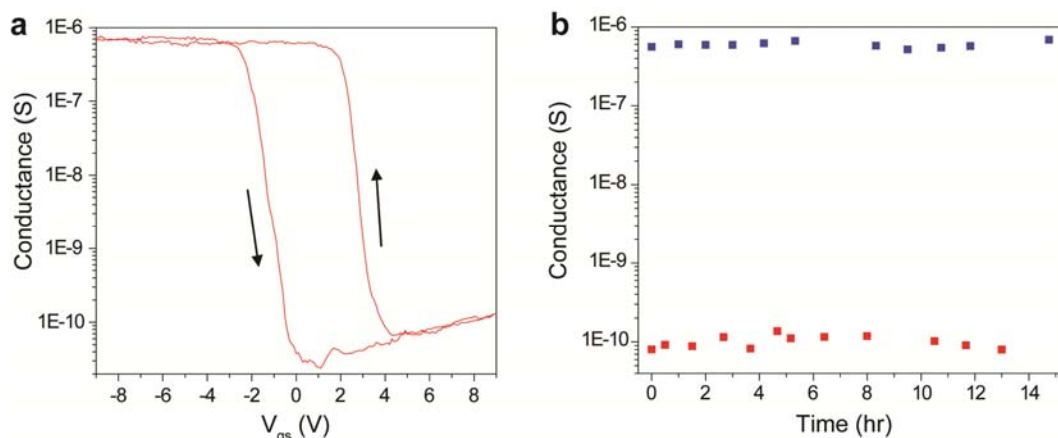 a
Conductance (S)
1E-6
1E-7
1E-8
1E-9
1E-10
-8 -6 -4 -2 0 2 4 6 8
Vgs (V)
b
Conductance (S)
1E-6
1E-7
1E-8
1E-9
1E-10
0 2 4 6 8 10 12 14
Time (hr)